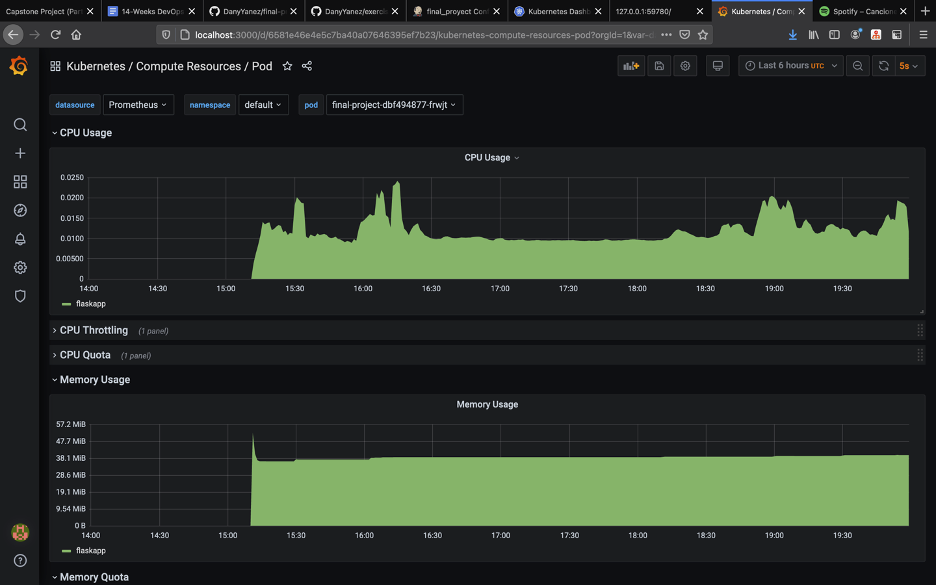 Capstone Project (Par
14-Weeks DevOps
DanyYanez/final-p
DanyYanez/exerci
final_proyect Conf
Kubernetes Dashb
127.0.0.1:59780/
Kubernetes / Comp
Spotify – Cancione
localhost:3000/d/6581e46e4e5c7ba40a07646395ef7b23/kubernetes-compute-resources-pod?orgId=1&var-d
Kubernetes / Compute Resources / Pod
Last 6 hours UTC
5s
datasource Prometheus namespace default pod final-project-dbf494877-frwjt
CPU Usage
CPU Usage
0.0250
0.0200
0.0150
0.0100
0.00500
0
14:00 14:30 15:00 15:30 16:00 16:30 17:00 17:30 18:00 18:30 19:00 19:30
flaskapp
CPU Throttling (1 panel)
CPU Quota (1 panel)
Memory Usage
Memory Usage
57.2 MiB
47.7 MiB
38.1 MiB
28.6 MiB
19.1 MiB
9.54 MiB
0 B
14:00 14:30 15:00 15:30 16:00 16:30 17:00 17:30 18:00 18:30 19:00 19:30
flaskapp
Memory Quota